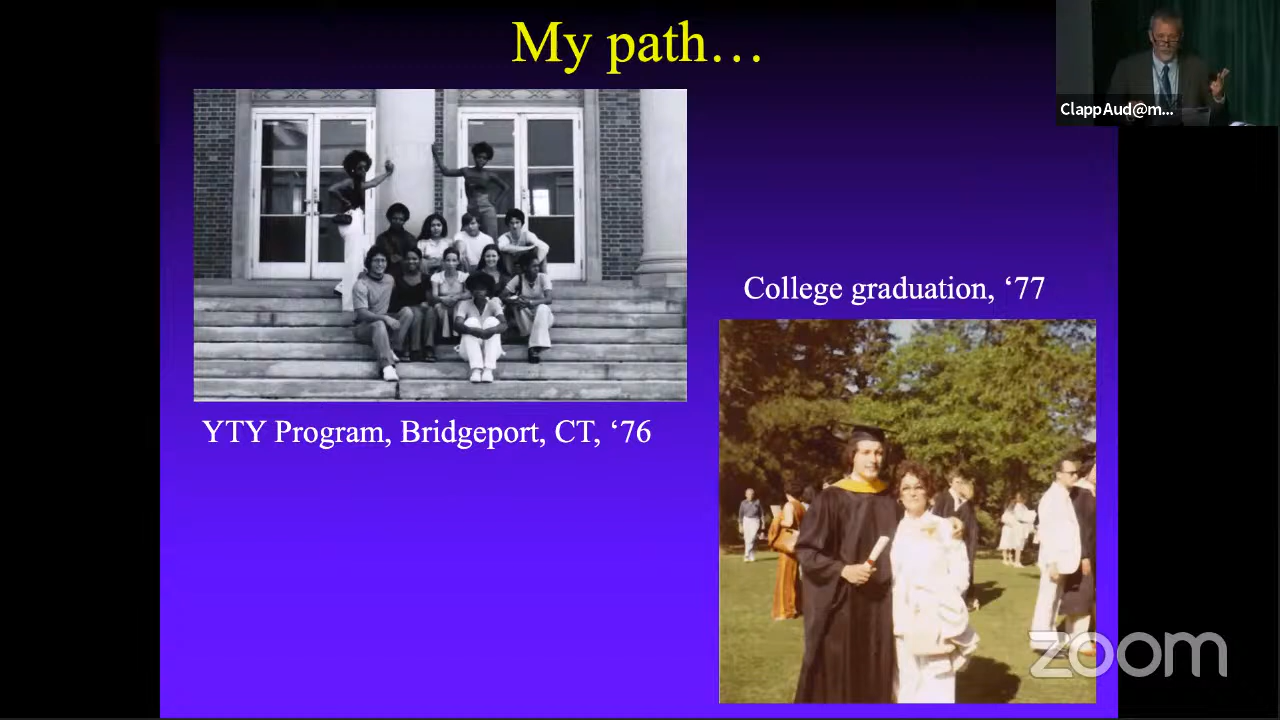 My path…
ClappAud@m...
College graduation, ‘77
YTY Program, Bridgeport, CT, ‘76
zoom